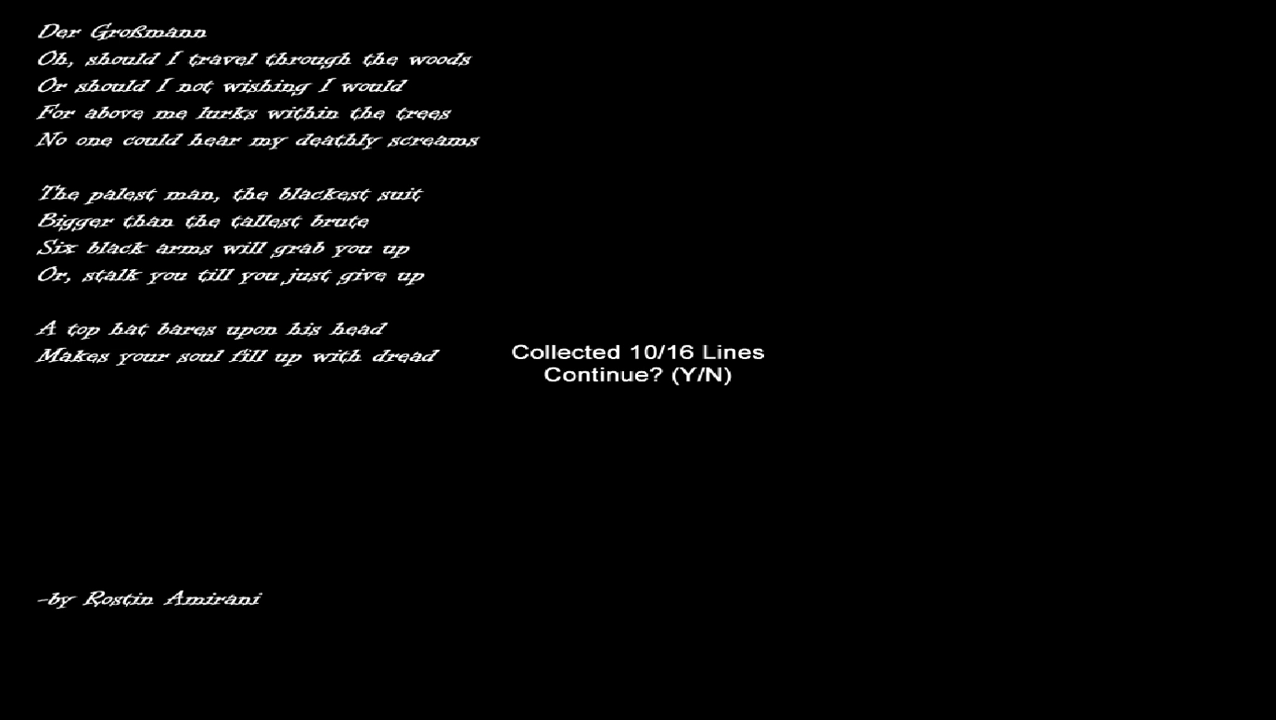 Der Großmann
Oh, should I travel through the woods
Or should I not wishing I would
For above me lurks within the trees
No one could hear my deathly screams
The palest man, the blackest suit
Bigger than the tallest brute
Six black arms will grab you up
Or, stalk you till you just give up
A top hat bares upon his head
Makes your soul fill up with dread
Collected 10/16 Lines
Continue? (Y/N)
-by Rostin Amirani